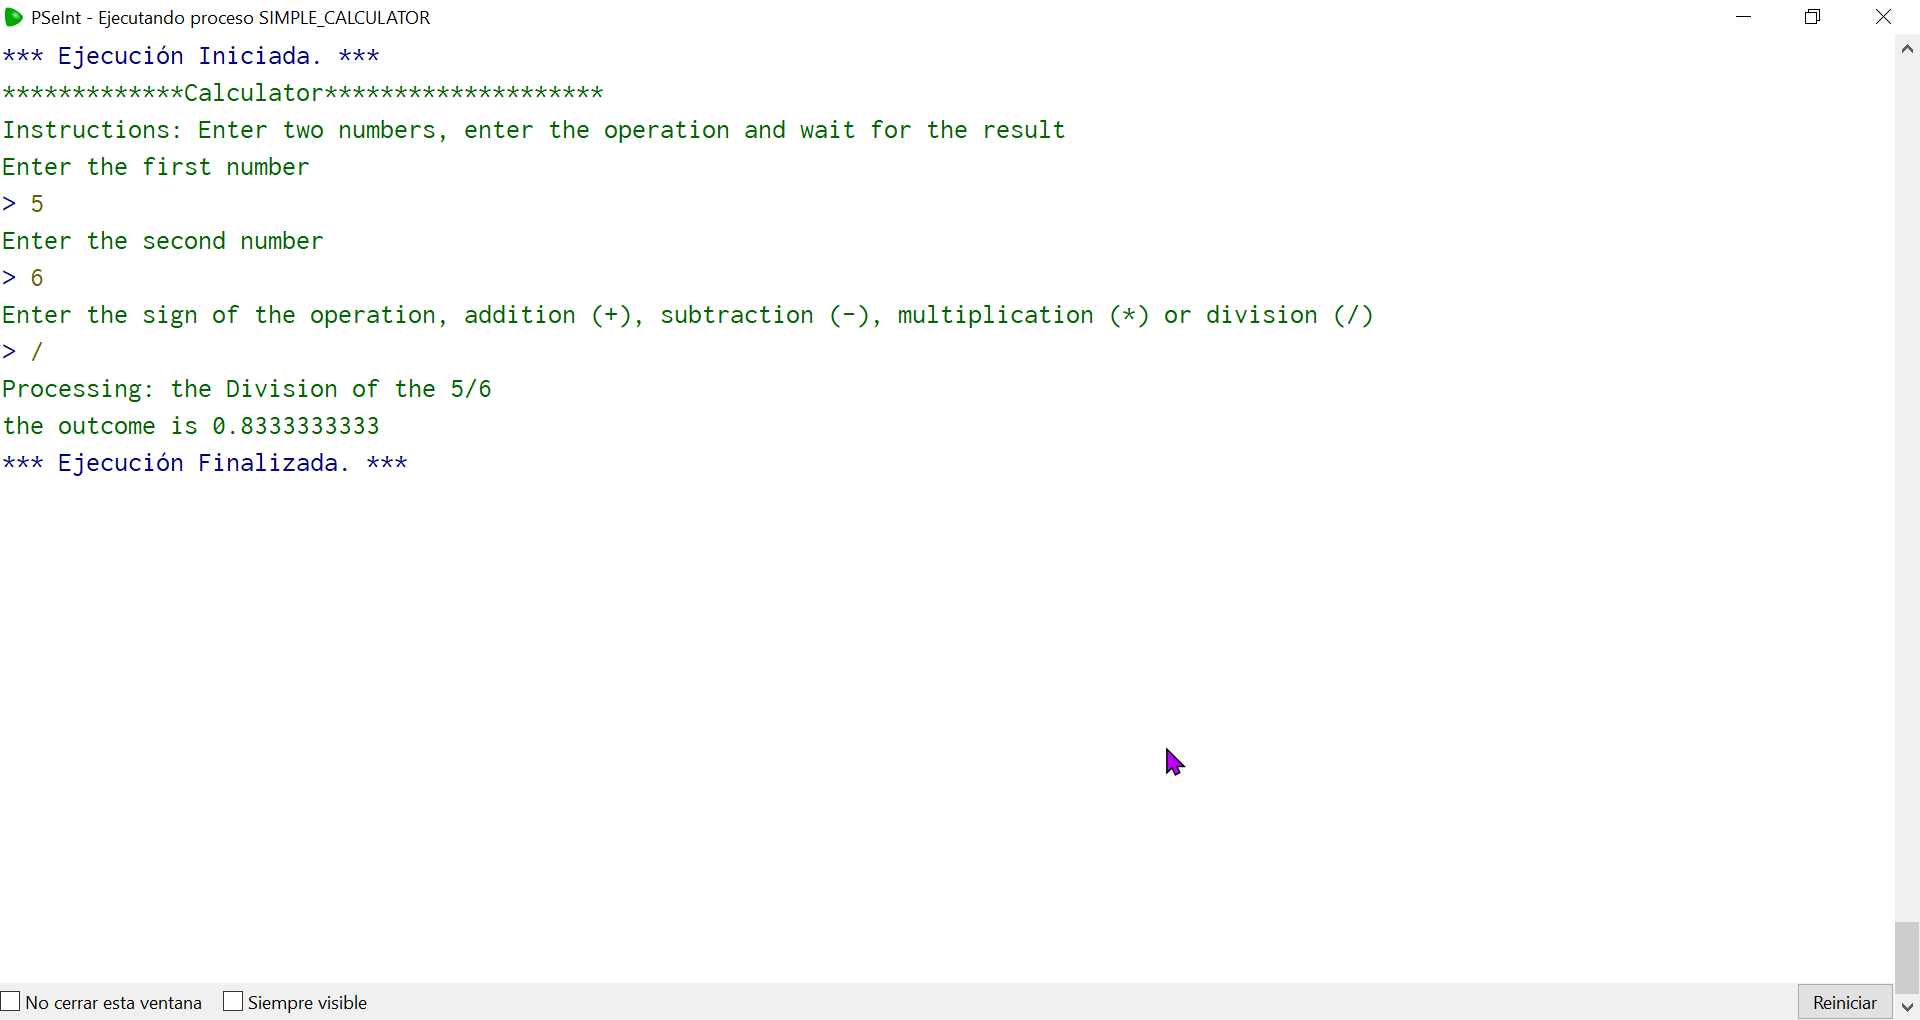 PSeInt - Ejecutando proceso SIMPLE_CALCULATOR
*** Ejecución Iniciada. ***
*************Calculator********************
Instructions: Enter two numbers, enter the operation and wait for the result
Enter the first number
> 5
Enter the second number
> 6
Enter the sign of the operation, addition (+), subtraction (-), multiplication (*) or division (/)
> /
Processing: the Division of the 5/6
the outcome is 0.8333333333
*** Ejecución Finalizada. ***
No cerrar esta ventana Siempre visible Reiniciar